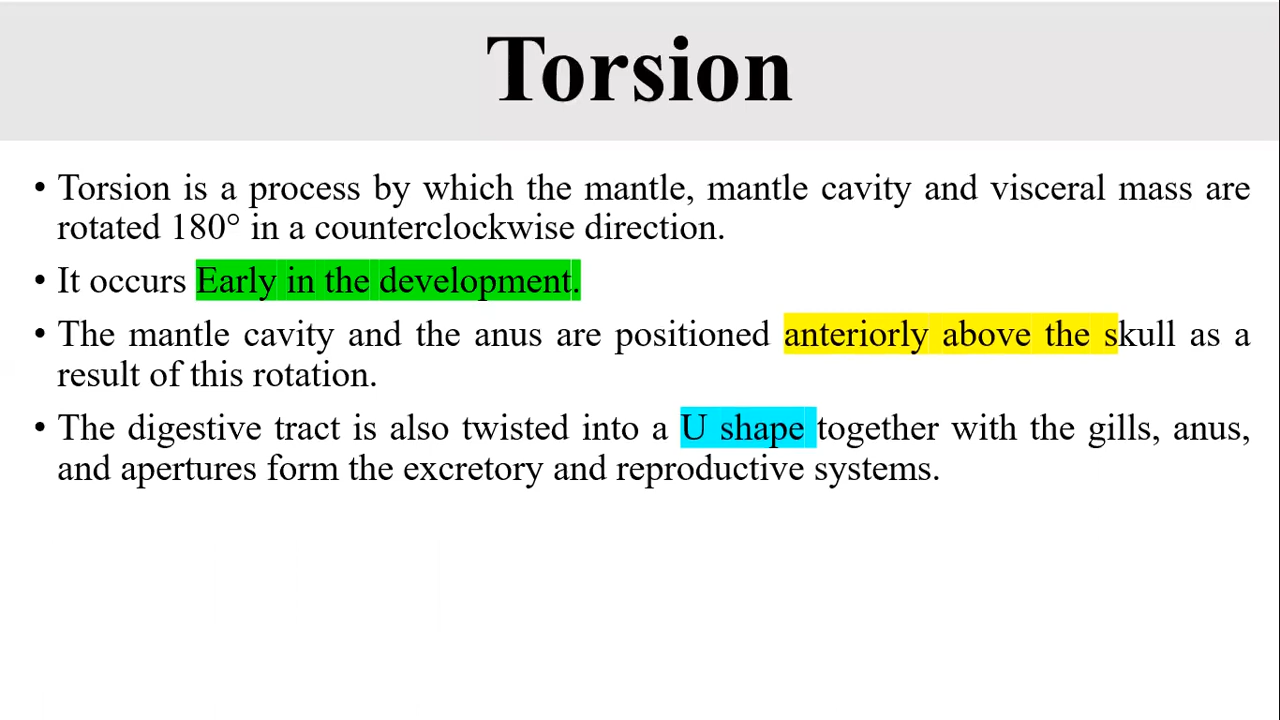 Torsion
• Torsion is a process by which the mantle, mantle cavity and visceral mass are
rotated 180° in a counterclockwise direction.
• It occurs Early in the development.
• The mantle cavity and the anus are positioned anteriorly above the skull as a
result of this rotation.
• The digestive tract is also twisted into a U shape together with the gills, anus,
and apertures form the excretory and reproductive systems.